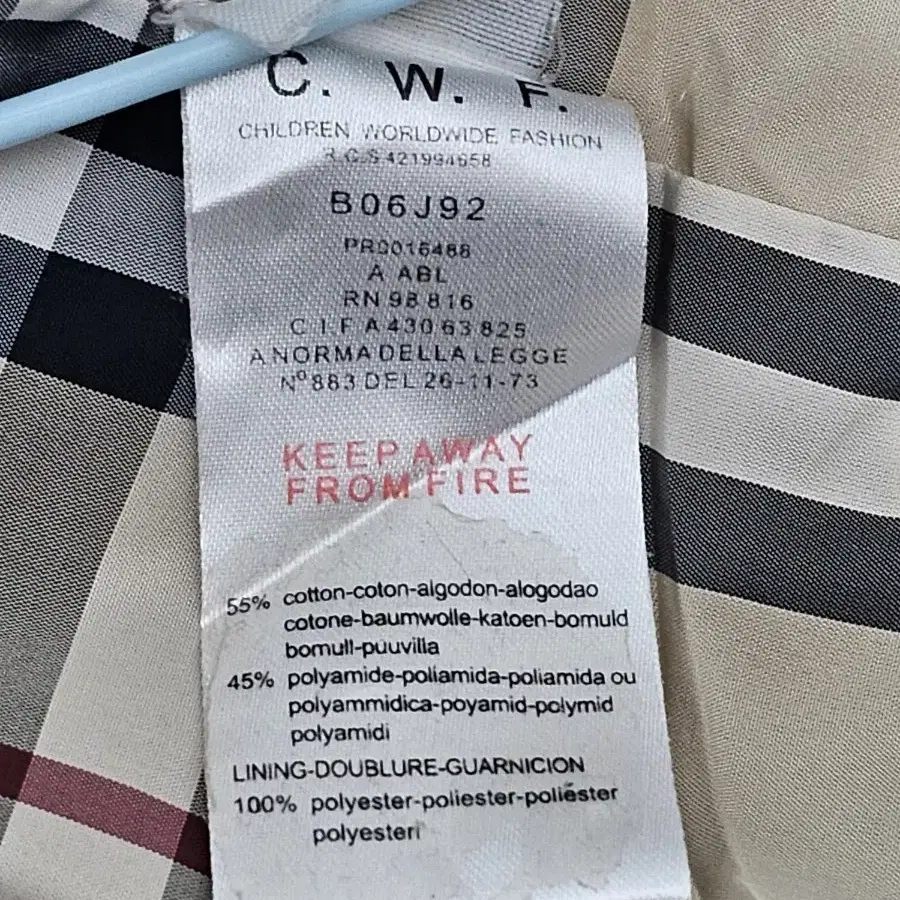 C. W. F.
CHILDREN WORLDWIDE FASHION
R.C.S 421994658
B06J92
PR0016488
A ABL
RN 98 816
C I F A 430 63 825
A NORMA DELLA LEGGE
Nº 883 DEL 26-11-73
KEEP AWAY
FROM FIRE
55% cotton-coton-algodon-alogodao
cotone-baumwolle-katoen-bomuld
bomull-puuvilla
45% polyamide-poliamida-poliamida ou
polyammidica-poyamid-polymid
polyamidi
LINING-DOUBLURE-GUARNICION
100% polyester-poliester-poliéster
polyesteri